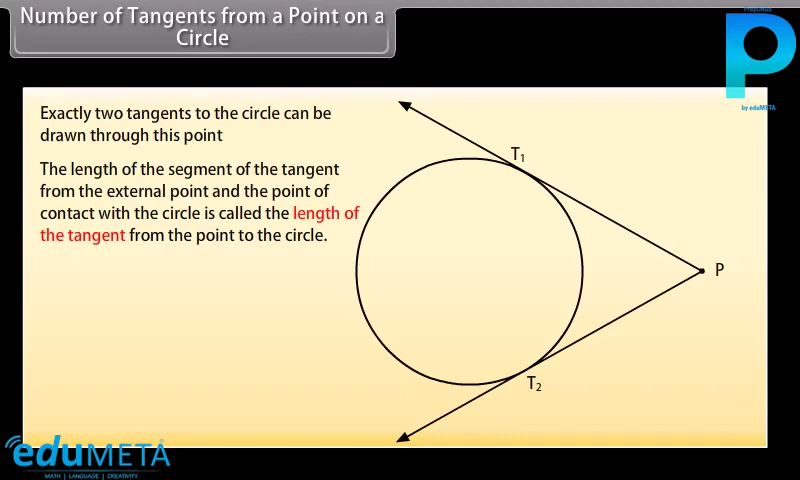 Number of Tangents from a Point on a
Circle
Preponda
P
by eduMETA
Exactly two tangents to the circle can be
drawn through this point
The length of the segment of the tangent
from the external point and the point of
contact with the circle is called the length of
the tangent from the point to the circle.
T1
P
T2
eduMETA
MATH | LANGUAGE | CREATIVITY